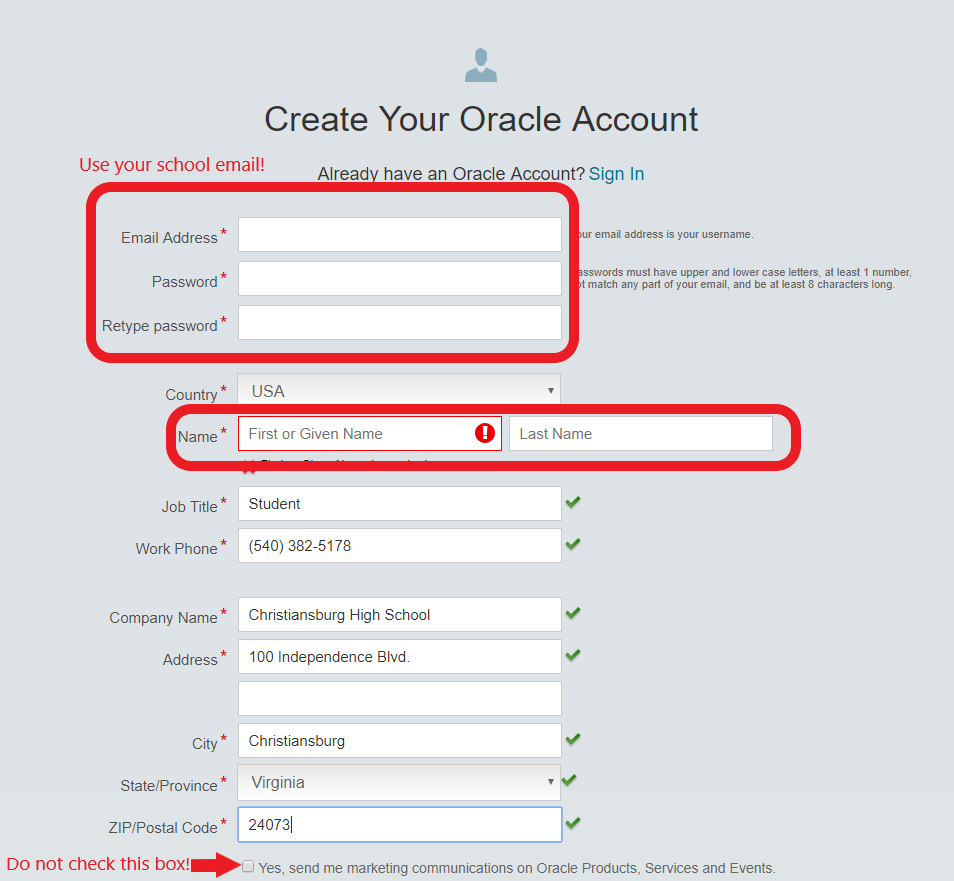 Create Your Oracle Account
Use your school email!
Already have an Oracle Account? Sign In
Email Address*
our email address is your username.
Password*
asswords must have upper and lower case letters, at least 1 number,
ot match any part of your email, and be at least 8 characters long.
Retype password*
Country* USA
Name* First or Given Name Last Name
Job Title* Student
Work Phone* (540) 382-5178
Company Name* Christiansburg High School
Address* 100 Independence Blvd.
City* Christiansburg
State/Province* Virginia
ZIP/Postal Code* 24073
Do not check this box! Yes, send me marketing communications on Oracle Products, Services and Events.